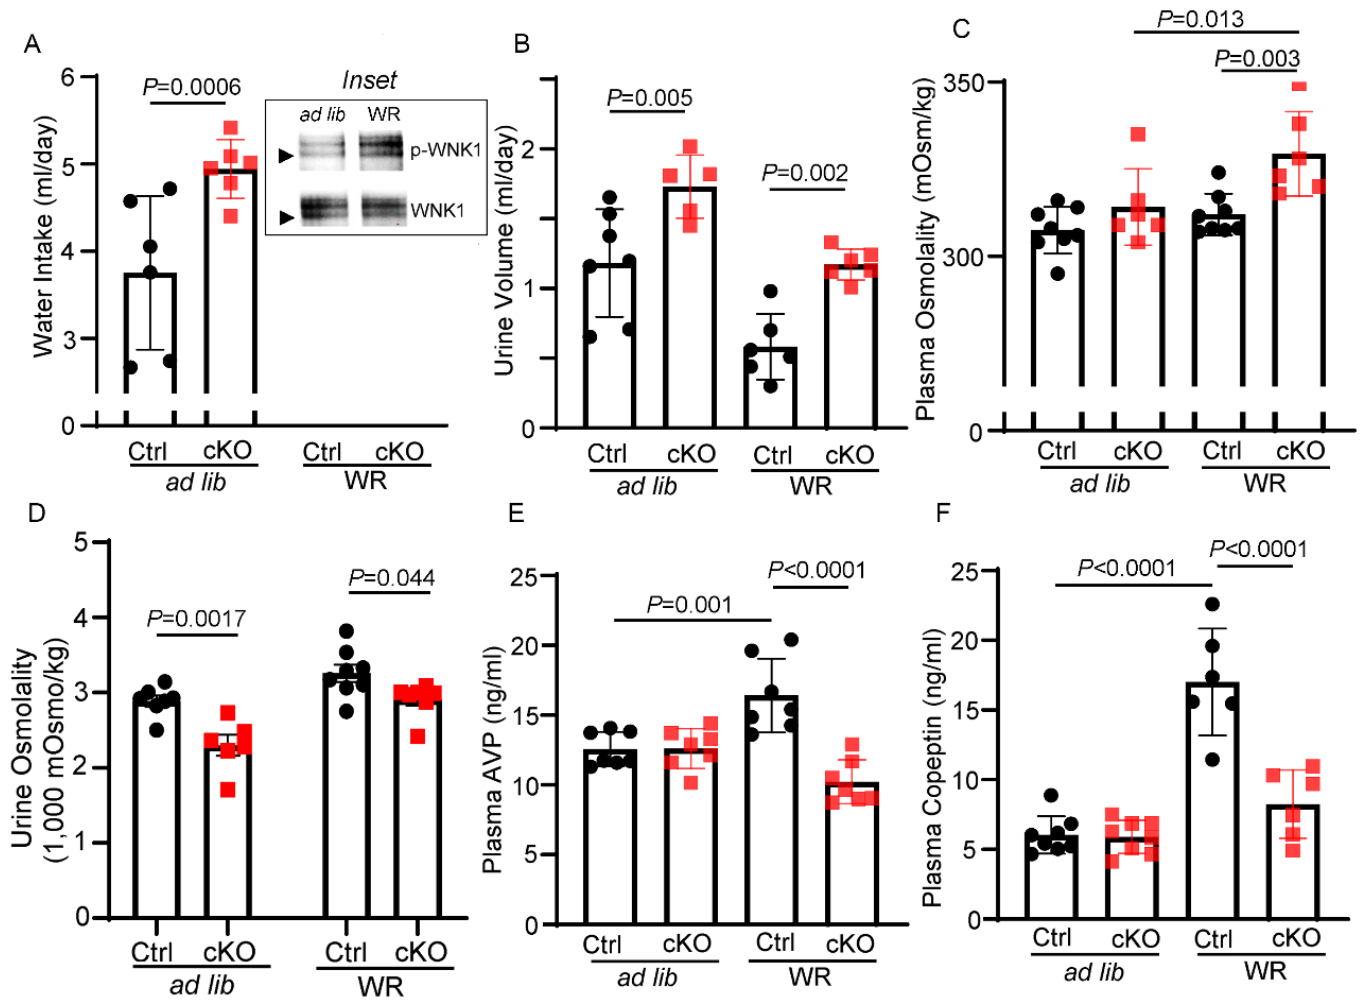 A
P=0.0006
Inset
ad lib
WR
p-WNK1
WNK1
Water Intake (ml/day)
6
5
4
3
0
Ctrl
cKO
Ctrl
cKO
ad lib
WR
B
P=0.005
P=0.002
Urine Volume (ml/day)
2
1
0
Ctrl
cKO
Ctrl
cKO
ad lib
WR
C
P=0.013
P=0.003
Plasma Osmolality (mOsm/kg)
350
300
0
Ctrl
cKO
Ctrl
cKO
ad lib
WR
D
P=0.0017
P=0.044
Urine Osmolality
(1,000 mOsmo/kg)
5
4
3
2
1
0
Ctrl
cKO
Ctrl
cKO
ad lib
WR
E
P=0.001
P<0.0001
Plasma AVP (ng/ml)
25
20
15
10
5
0
Ctrl
cKO
Ctrl
cKO
ad lib
WR
F
P<0.0001
P<0.0001
Plasma Copeptin (ng/ml)
25
20
15
10
5
0
Ctrl
cKO
Ctrl
cKO
ad lib
WR